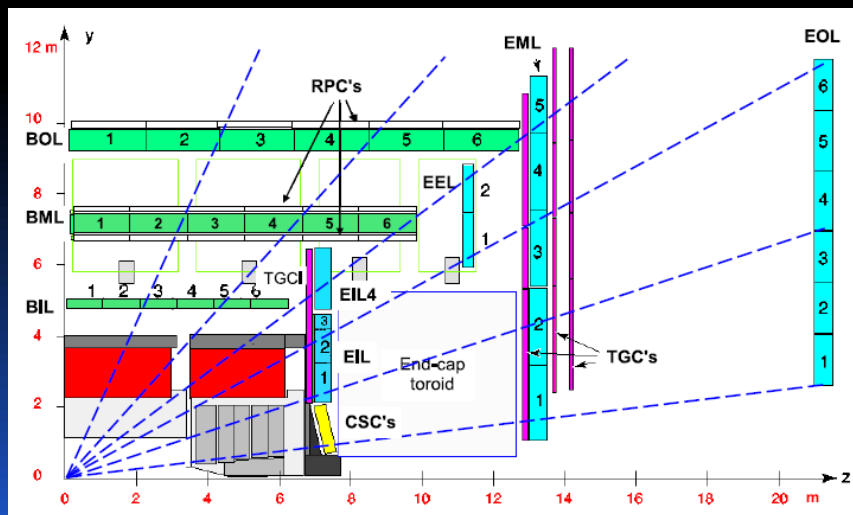 12 m
y
EML
EOL
RPC's
10
BOL
1 2 3 4 5 6
5
6
5
4
EEL
2
1
4
8
BML
1 2 3 4 5 6
3
3
6
TGCI
EIL4
1 2 3 4 5 6
BIL
2
2
4
3
2
1
EIL
End-cap
toroid
TGC's
1
1
2
CSC's
0
z
0 2 4 6 8 10 12 14 16 18 20 m